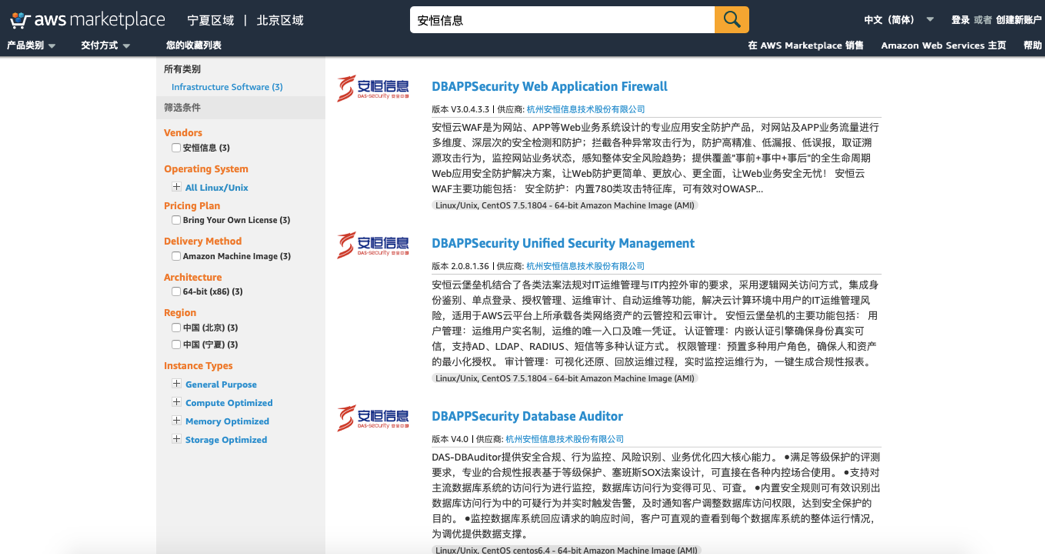 aws marketplace 宁夏区域 | 北京区域
安恒信息
中文（简体） 登录 或者 创建新账户
产品类别 交付方式 您的收藏列表
在 AWS Marketplace 销售 Amazon Web Services 主页 帮助
所有类别
Infrastructure Software (3)
筛选条件
Vendors
安恒信息 (3)
Operating System
All Linux/Unix
Pricing Plan
Bring Your Own License (3)
Delivery Method
Amazon Machine Image (3)
Architecture
64-bit (x86) (3)
Region
中国 (北京) (3)
中国 (宁夏) (3)
Instance Types
General Purpose
Compute Optimized
Memory Optimized
Storage Optimized
安恒信息
DAS-security 安全中国
DBAPPSecurity Web Application Firewall
版本 V3.0.4.3.3 | 供应商: 杭州安恒信息技术股份有限公司
安恒云WAF是为网站、APP等Web业务系统设计的专业应用安全防护产品，对网站及APP业务流量进行
多维度、深层次的安全检测和防护；拦截各种异常攻击行为，防护高精准、低漏报、低误报，取证溯
源攻击行为，监控网站业务状态，感知整体安全风险趋势；提供覆盖“事前+事中+事后”的全生命周期
Web应用安全防护解决方案，让Web防护更简单、更放心、更全面，让Web业务安全无忧！ 安恒云
WAF主要功能包括： 安全防护：内置780类攻击特征库，可有效对OWASP...
Linux/Unix, CentOS 7.5.1804 - 64-bit Amazon Machine Image (AMI)
安恒信息
DAS-security 安全中国
DBAPPSecurity Unified Security Management
版本 2.0.8.1.36 | 供应商: 杭州安恒信息技术股份有限公司
安恒云堡垒机结合了各类法案法规对IT运维管理与IT内控外审的要求，采用逻辑网关访问方式，集成身
份鉴别、单点登录、授权管理、运维审计、自动运维等功能，解决云计算环境中用户的IT运维管理风
险，适用于AWS云平台上所承载各类网络资产的云管控和云审计。 安恒云堡垒机的主要功能包括： 用
户管理：运维用户实名制，运维的唯一入口及唯一凭证。 认证管理：内嵌认证引擎确保身份真实可
信，支持AD、LDAP、RADIUS、短信等多种认证方式。 权限管理：预置多种用户角色，确保人和资产
的最小化授权。 审计管理：可视化还原、回放运维过程，实时监控运维行为，一键生成合规性报表。
Linux/Unix, CentOS 7.5.1804 - 64-bit Amazon Machine Image (AMI)
安恒信息
DAS-security 安全中国
DBAPPSecurity Database Auditor
版本 V4.0 | 供应商: 杭州安恒信息技术股份有限公司
DAS-DBAuditor提供安全合规、行为监控、风险识别、业务优化四大核心能力。 ●满足等级保护的评测
要求，专业的合规性报表基于等级保护、塞班斯SOX法案设计，可直接在各种内控场合使用。 ●支持对
主流数据库系统的访问行为进行监控，数据库访问行为变得可见、可查。 ●内置安全规则可有效识别出
数据库访问行为中的可疑行为并实时触发告警，及时通知客户调整数据库访问权限，达到安全保护的
目的。 ●监控数据库系统回应请求的响应时间，客户可直观的查看到每个数据库系统的整体运行情况，
为调优提供数据支撑。
Linux/Unix, CentOS centos6.4 - 64-bit Amazon Machine Image (AMI)